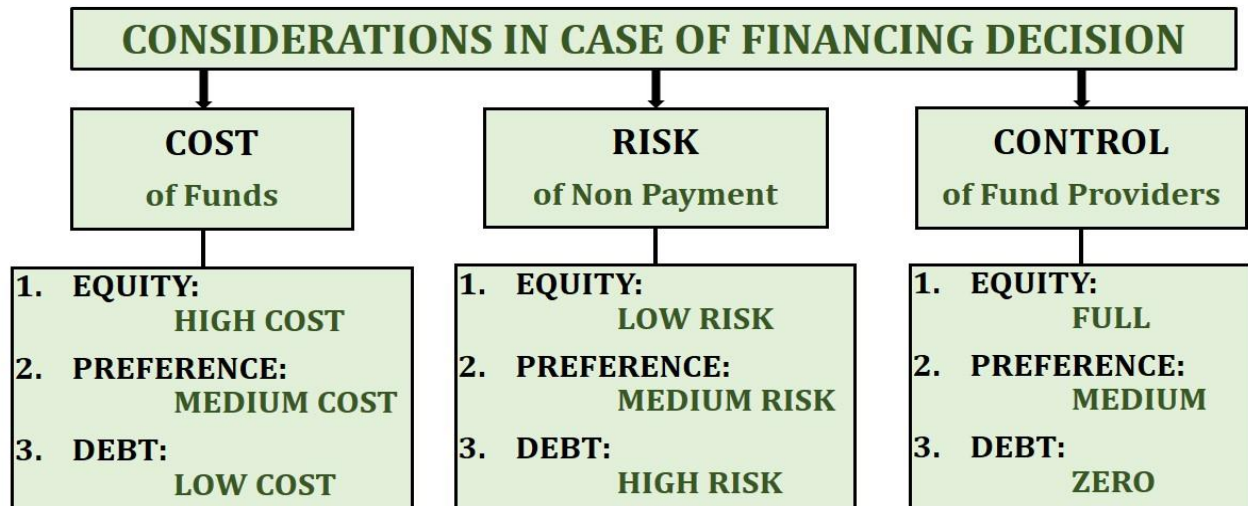 CONSIDERATIONS IN CASE OF FINANCING DECISION
COST
of Funds
1. EQUITY:
HIGH COST
2. PREFERENCE:
MEDIUM COST
3. DEBT:
LOW COST
RISK
of Non Payment
1. EQUITY:
LOW RISK
2. PREFERENCE:
MEDIUM RISK
3. DEBT:
HIGH RISK
CONTROL
of Fund Providers
1. EQUITY:
FULL
2. PREFERENCE:
MEDIUM
3. DEBT:
ZERO